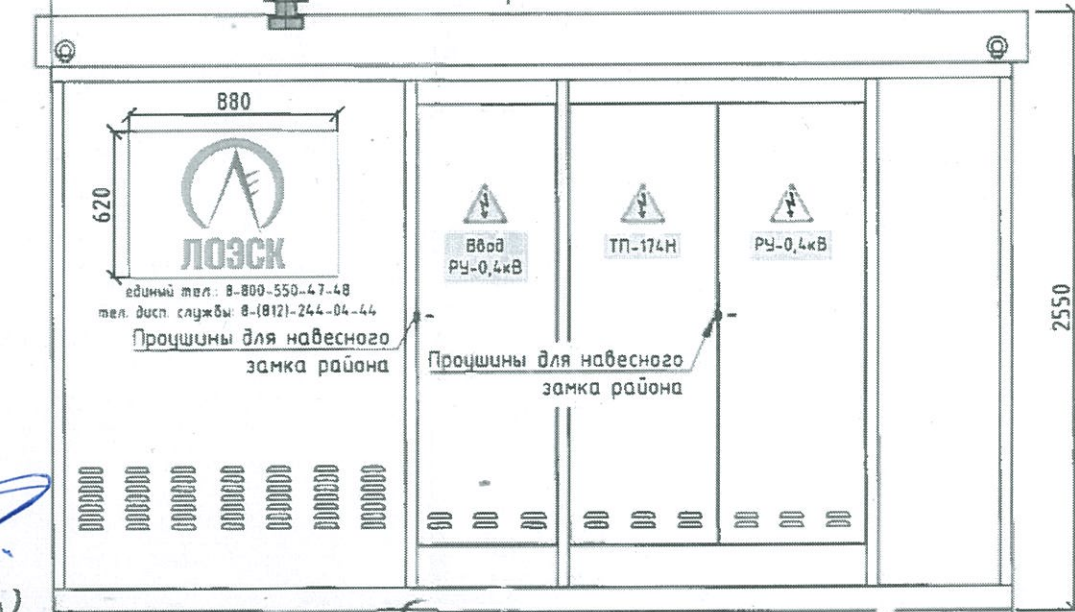 880
620
ЛОЭСК
единый тел.: 8-800-550-47-48
тел. дисп. службы: 8-(812)-244-04-44
Проушины для навесного
замка района
Ввод
РУ-0,4кВ
ТП-174Н
РУ-0,4кВ
Проушины для навесного
замка района
2550